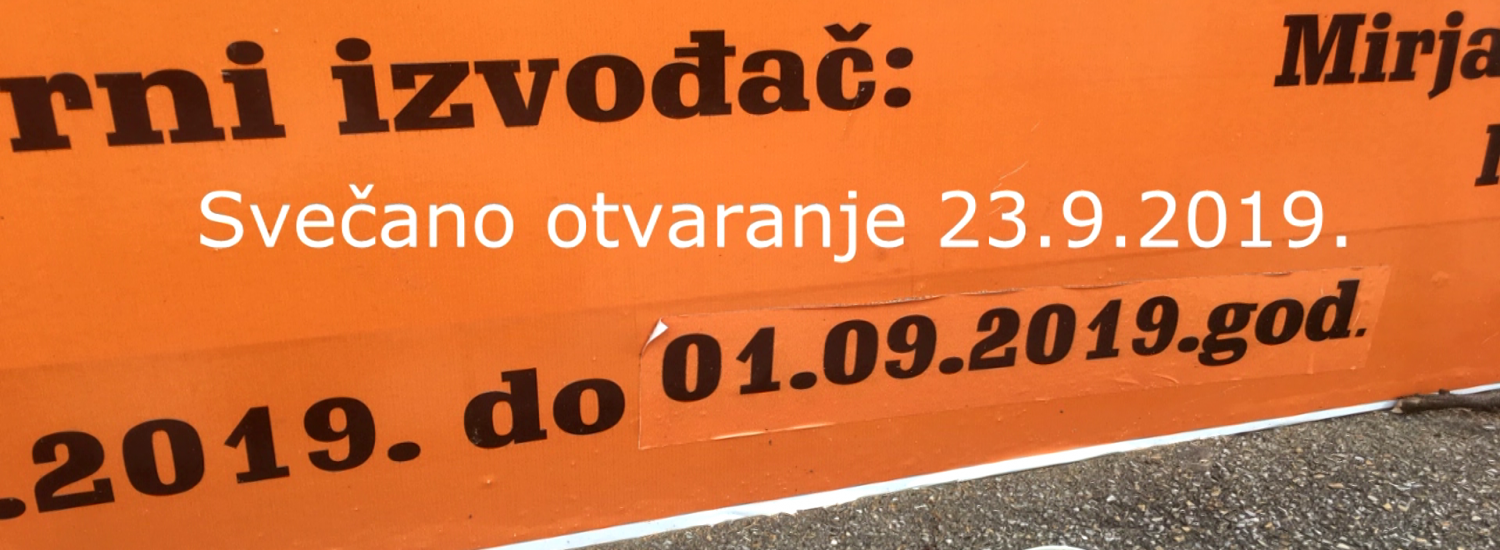 rni izvođač:
Mirja
Svečano otvaranje 23.9.2019.
.2019. do 01.09.2019.god.